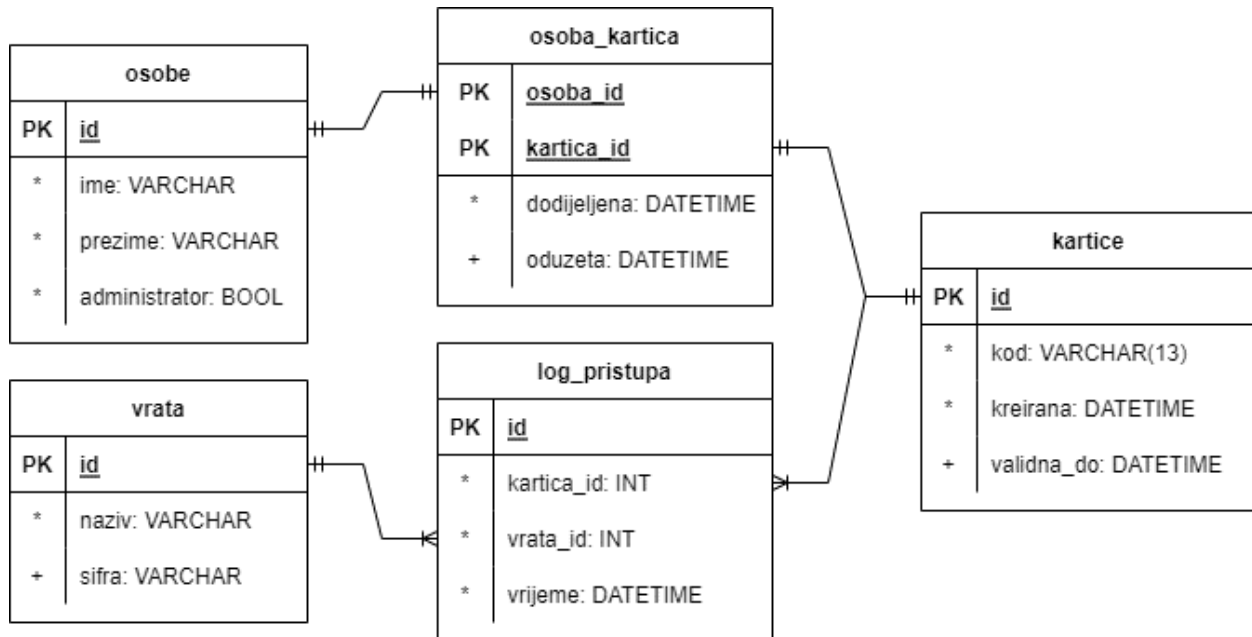 osobe
PK id
* ime: VARCHAR
* prezime: VARCHAR
* administrator: BOOL
osoba_kartica
PK osoba_id
PK kartica_id
* dodijeljena: DATETIME
+ oduzeta: DATETIME
kartice
PK id
* kod: VARCHAR(13)
* kreirana: DATETIME
+ validna_do: DATETIME
vrata
PK id
* naziv: VARCHAR
+ sifra: VARCHAR
log_pristupa
PK id
* kartica_id: INT
* vrata_id: INT
* vrijeme: DATETIME